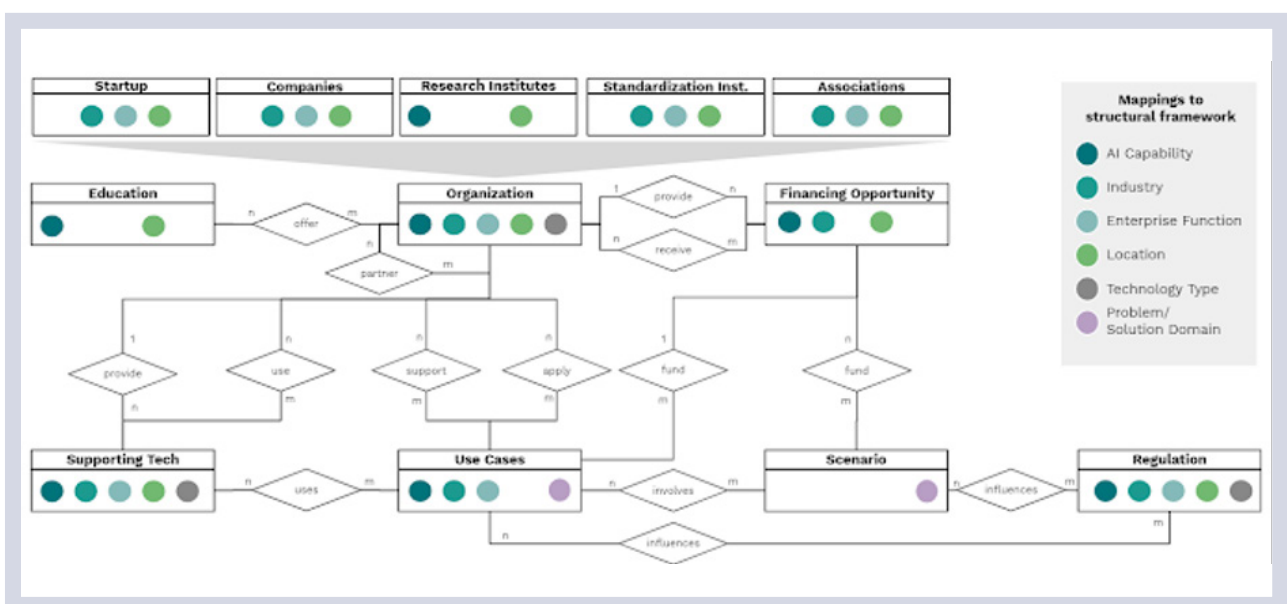 Startup
Companies
Research Institutes
Standardization Inst.
Associations
Mappings to
structural framework
AI Capability
Industry
Enterprise Function
Location
Technology Type
Problem/
Solution Domain
Education
Organization
Financing Opportunity
n
offer
m
1
provide
n
n
receive
m
n
partner
m
1
provide
n
n
use
m
n
support
m
n
apply
m
1
fund
m
n
fund
m
Supporting Tech
Use Cases
Scenario
Regulation
n
uses
m
n
involves
m
n
influences
m
n
influences
m